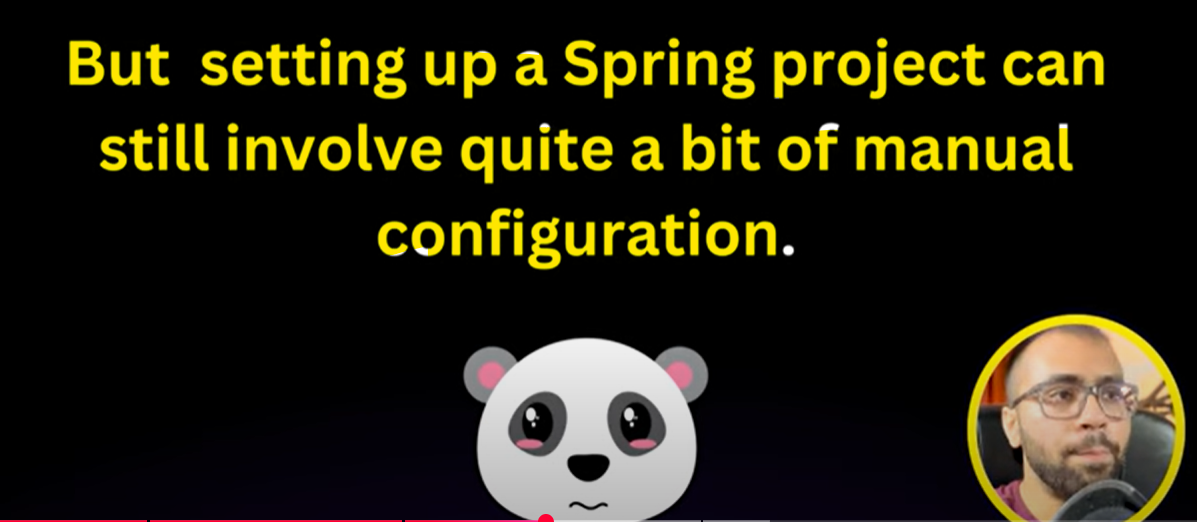 But setting up a Spring project can
still involve quite a bit of manual
configuration.